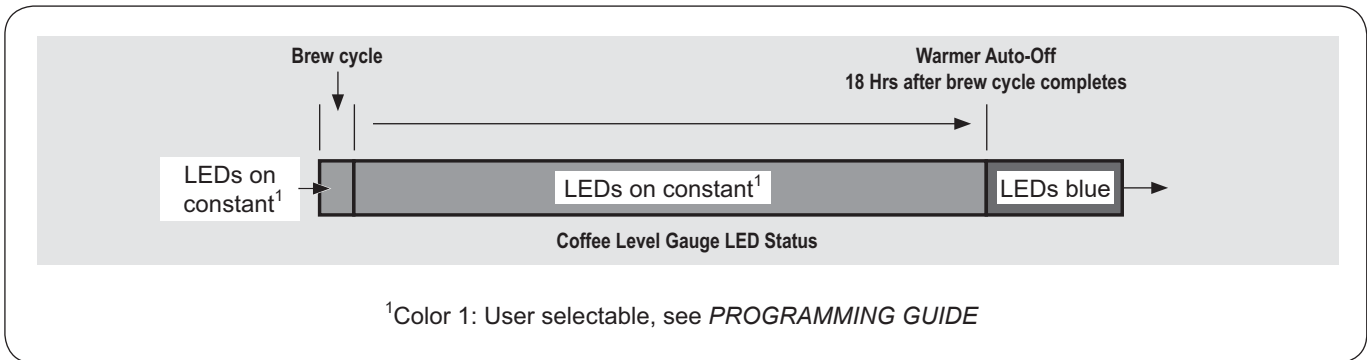 Brew cycle
Warmer Auto-Off
18 Hrs after brew cycle completes
LEDs on
constant¹
LEDs on constant¹
LEDs blue
Coffee Level Gauge LED Status
¹Color 1: User selectable, see PROGRAMMING GUIDE